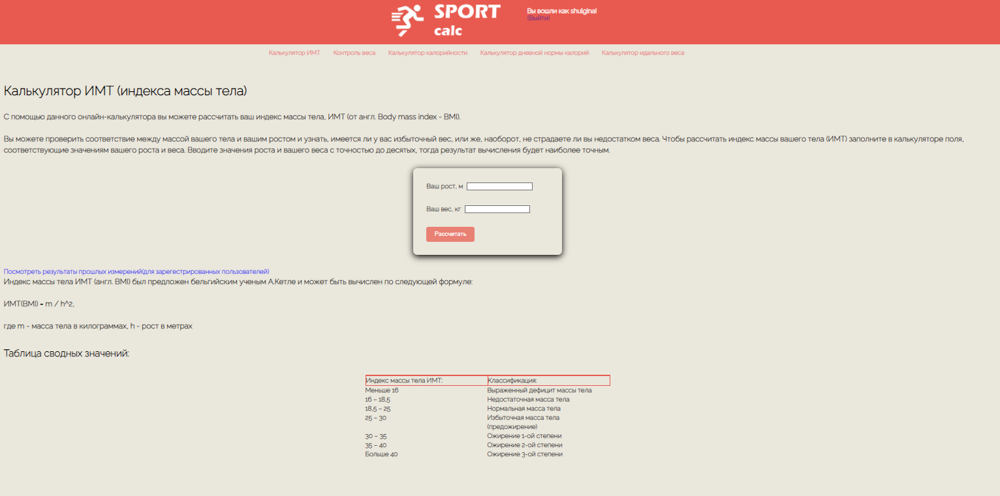 SPORT
calc
Вы вошли как shulgina!
(Выйти)
Калькулятор ИМТ Контроль веса Калькулятор калорийности Калькулятор дневной нормы калорий Калькулятор идального веса
Калькулятор ИМТ (индекса массы тела)
С помощью данного онлайн-калькулятора вы можете рассчитать ваш индекс массы тела, ИМТ (от англ. Body mass index - BMI).
Вы можете проверить соответствие между массой вашего тела и вашим ростом и узнать, имеется ли у вас избыточный вес, или же, наоборот, не страдаете ли вы недостатком веса. Чтобы рассчитать индекс массы вашего тела (ИМТ) заполните в калькуляторе поля,
соответствующие значениям вашего роста и веса. Вводите значения роста и вашего веса с точностью до десятых, тогда результат вычисления будет наиболее точным.
Ваш рост, м
Ваш вес, кг
Рассчитать
Посмотреть результаты прошлых измерений(для зарегестрированных пользователей)
Индекс массы тела ИМТ (англ. BMI) был предложен бельгийским ученым А.Кетле и может быть вычислен по следующей формуле:
ИМТ(BMI) = m / h^2,
где m - масса тела в килограммах, h - рост в метрах
Таблица сводных значений:
Индекс массы тела ИМТ: Классификация:
Меньше 16 Выраженный дефицит массы тела
16 – 18,5 Недостаточная масса тела
18,5 – 25 Нормальная масса тела
25 – 30 Избыточная масса тела
(предожирение)
30 – 35 Ожирение 1-ой степени
35 – 40 Ожирение 2-ой степени
Больше 40 Ожирение 3-ой степени